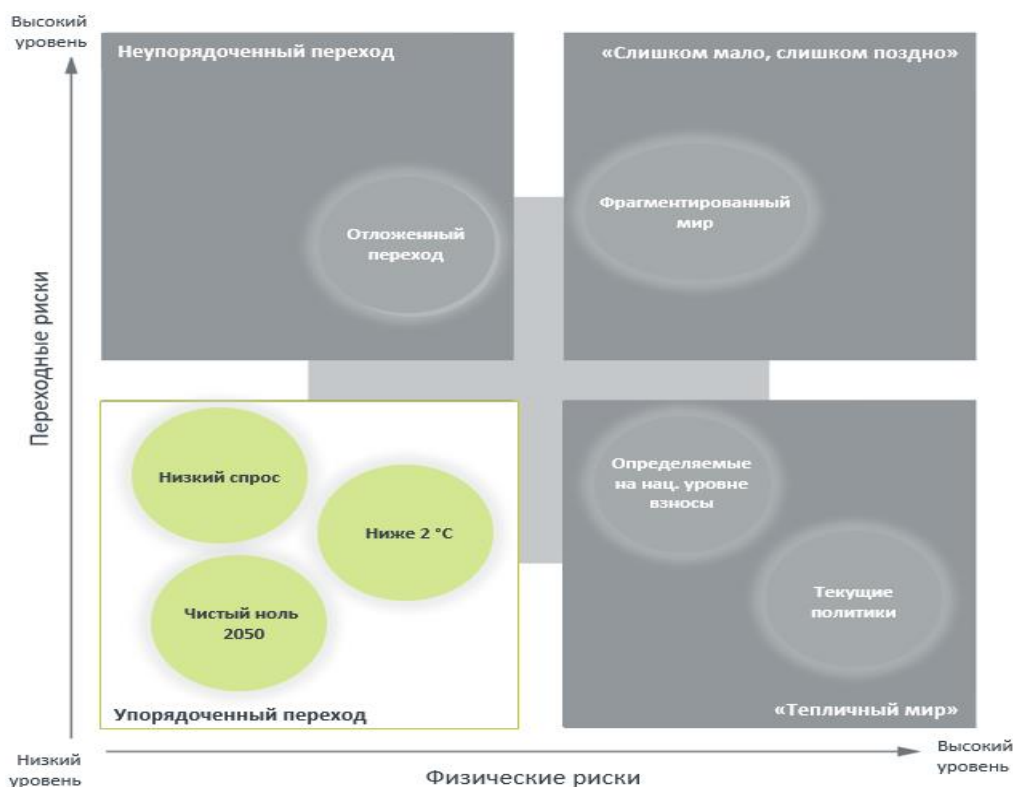 Высокий
уровень
Неупорядоченный переход
«Слишком мало, слишком поздно»
Фрагментированный
мир
Отложенный
переход
Переходные риски
Низкий спрос
Определяемые
на нац. уровне
взносы
Ниже 2 °C
Чистый ноль
2050
Текущие
политики
Упорядоченный переход
«Тепличный мир»
Низкий
уровень
Физические риски
Высокий
уровень